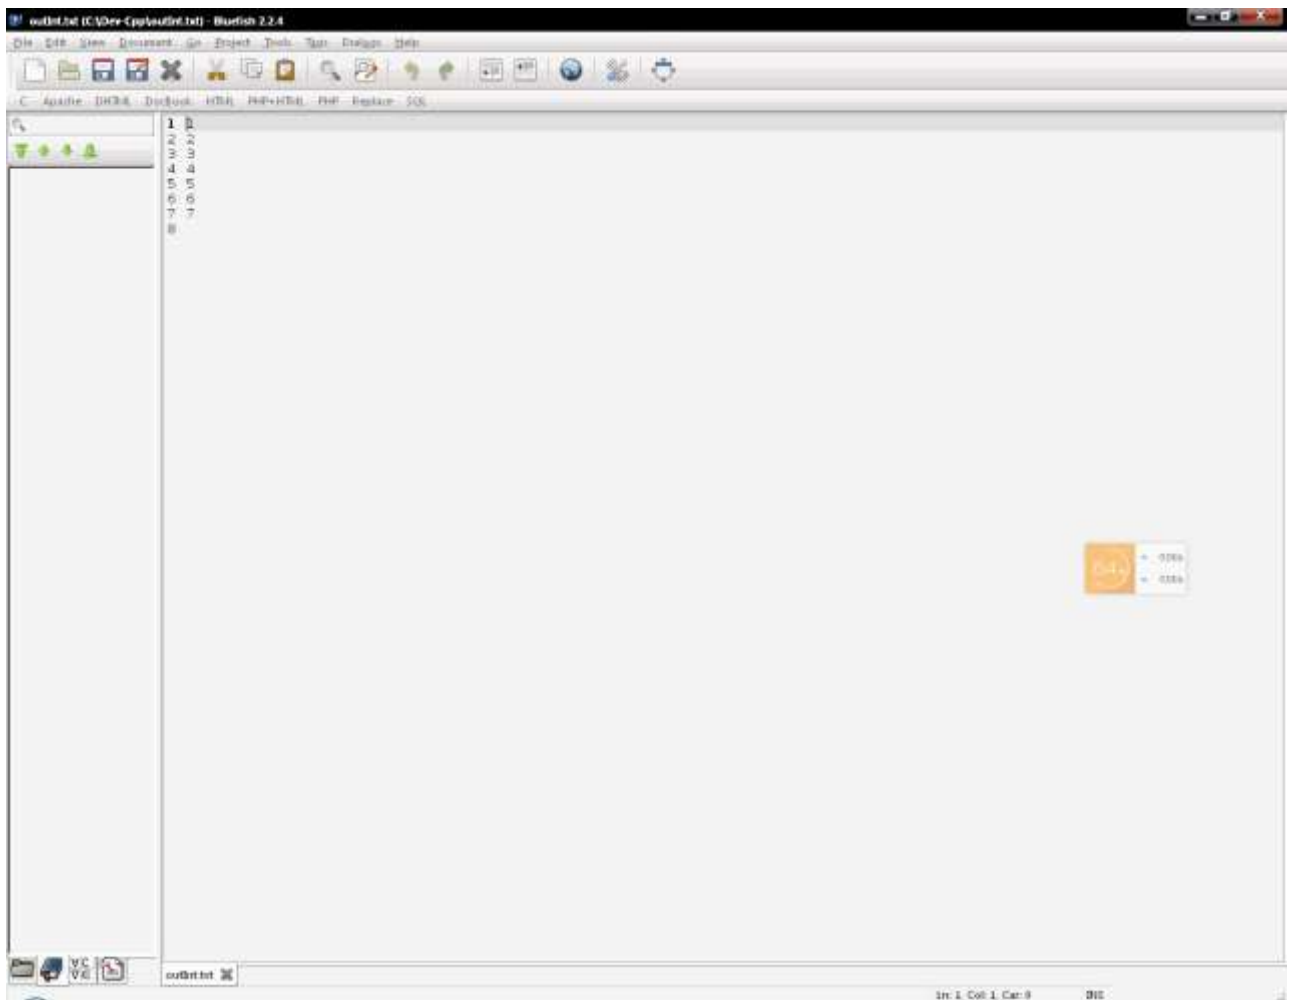 outInt.txt (C:\Dev-Cpp\outInt.txt) - Bluefish 2.2.4
File Edit View Document Go Project Tools Tags Dialogs Help
C Apache DHTML DocBook HTML PHP+HTML PHP Replace SQL
1 1
2 2
3 3
4 4
5 5
6 6
7 7
8
outInt.txt
Ln: 1, Col: 1, Car: 0 INS